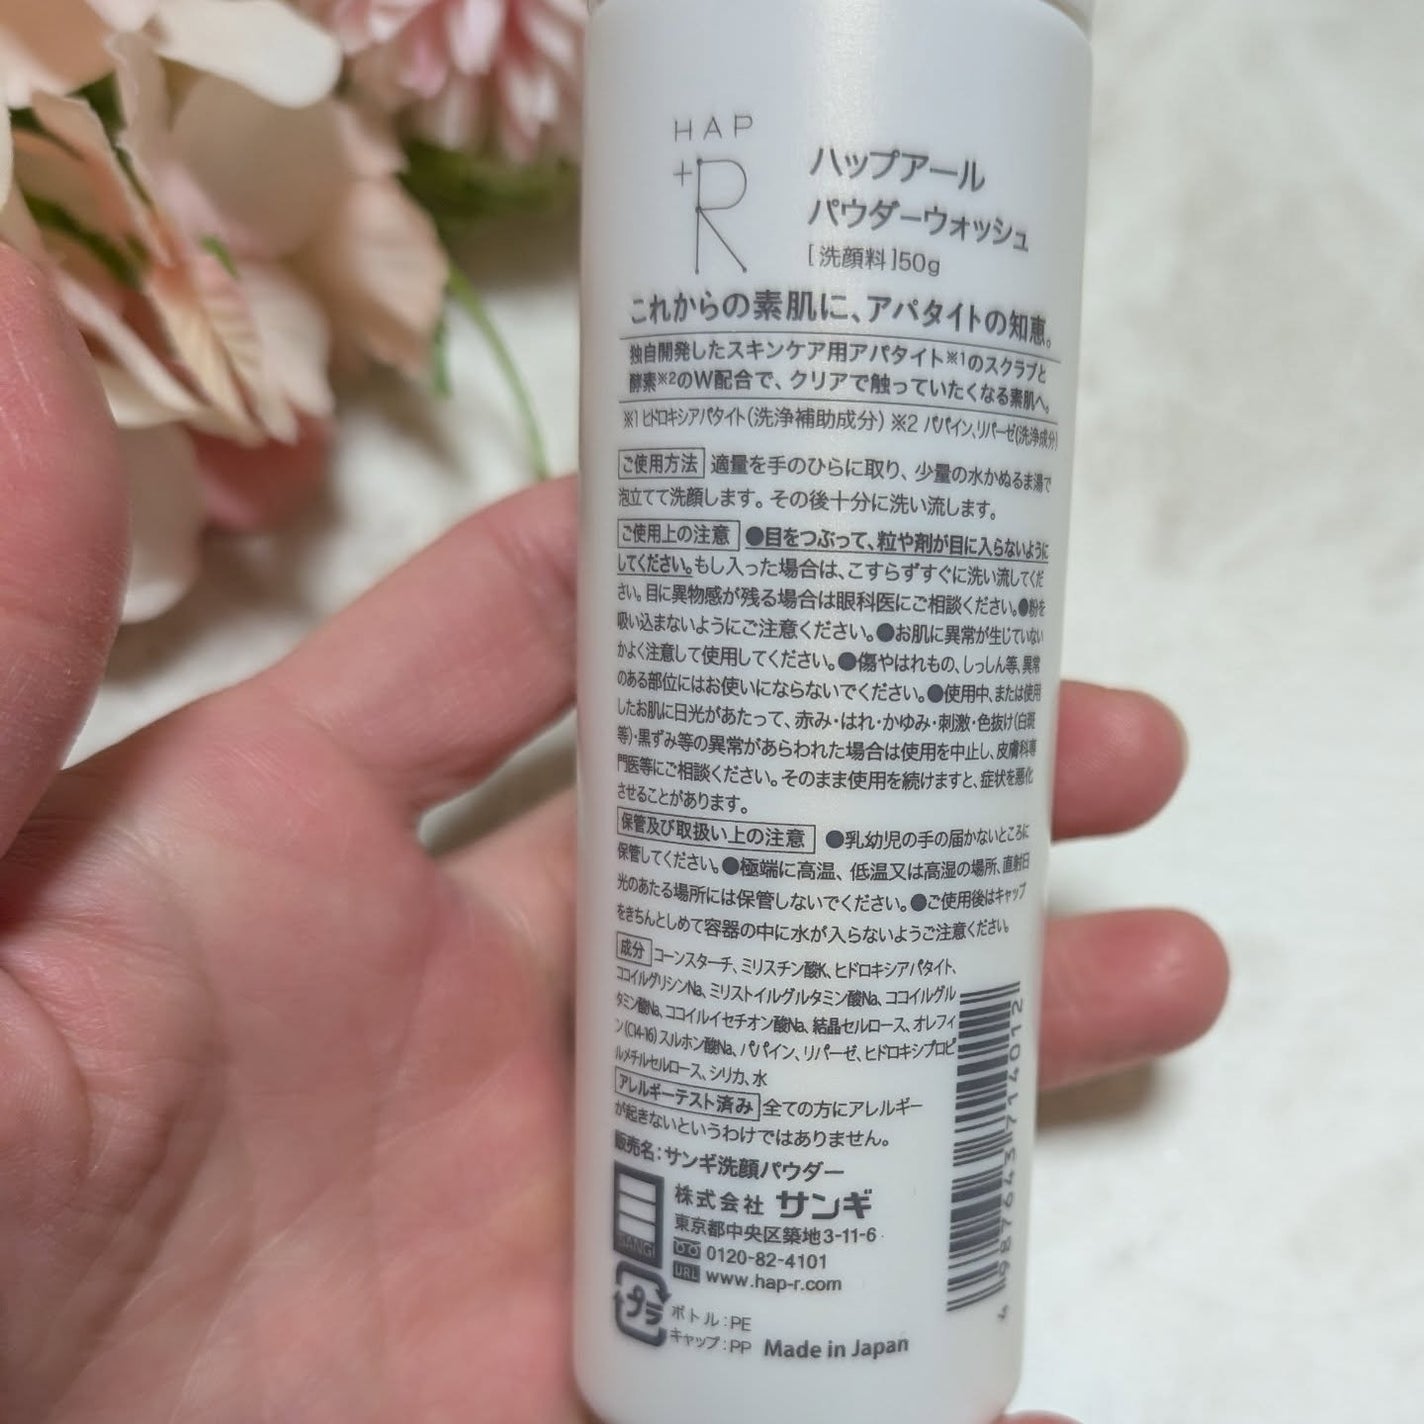 HAP
+R
ハップアール
パウダーウォッシュ
[洗顔料]50g
これからの素肌に、アパタイトの知恵。
独自開発したスキンケア用アパタイト※1のスクラブと
酵素※2のW配合で、クリアで触っていたくなる素肌へ。
※1 ヒドロキシアパタイト(洗浄補助成分) ※2 パパイン、リパーゼ(洗浄成分)
ご使用方法 適量を手のひらに取り、少量の水かぬるま湯で
泡立てて洗顔します。その後十分に洗い流します。
ご使用上の注意 ●目をつぶって、粒や剤が目に入らないように
してください。もし入った場合は、こすらずすぐに洗い流してくだ
さい。目に異物感が残る場合は眼科医にご相談ください。●粉を
吸い込まないようにご注意ください。●お肌に異常が生じていない
かよく注意して使用してください。●傷やはれもの、しっしん等、異常
のある部位にはお使いにならないでください。●使用中、または使用
したお肌に日光があたって、赤み・はれ・かゆみ・刺激・色抜け(白斑
等)・黒ずみ等の異常があらわれた場合は使用を中止し、皮膚科専
門医等にご相談ください。そのまま使用を続けますと、症状を悪化
させることがあります。
保管及び取扱い上の注意 ●乳幼児の手の届かないところに
保管してください。●極端に高温、低温又は高湿の場所、直射日
光のあたる場所には保管しないでください。●ご使用後はキャップ
をきちんとしめて容器の中に水が入らないようご注意ください。
成分 コーンスターチ、ミリスチン酸K、ヒドロキシアパタイト、
ココイルグリシンNa、ミリストイルグルタミン酸Na、ココイルグル
タミン酸Na、ココイルイセチオン酸Na、結晶セルロース、オレフィ
ン(C14-16)スルホン酸Na、パパイン、リパーゼ、ヒドロキシプロピ
ルメチルセルロース、シリカ、水
アレルギーテスト済み 全ての方にアレルギー
が起きないというわけではありません。
販売名：サンギ洗顔パウダー
株式会社 サンギ
SANGI
東京都中央区築地3-11-6
0120-82-4101
URL www.hap-r.com
プラ
ボトル：PE
キャップ：PP Made in Japan
4 987643 714012